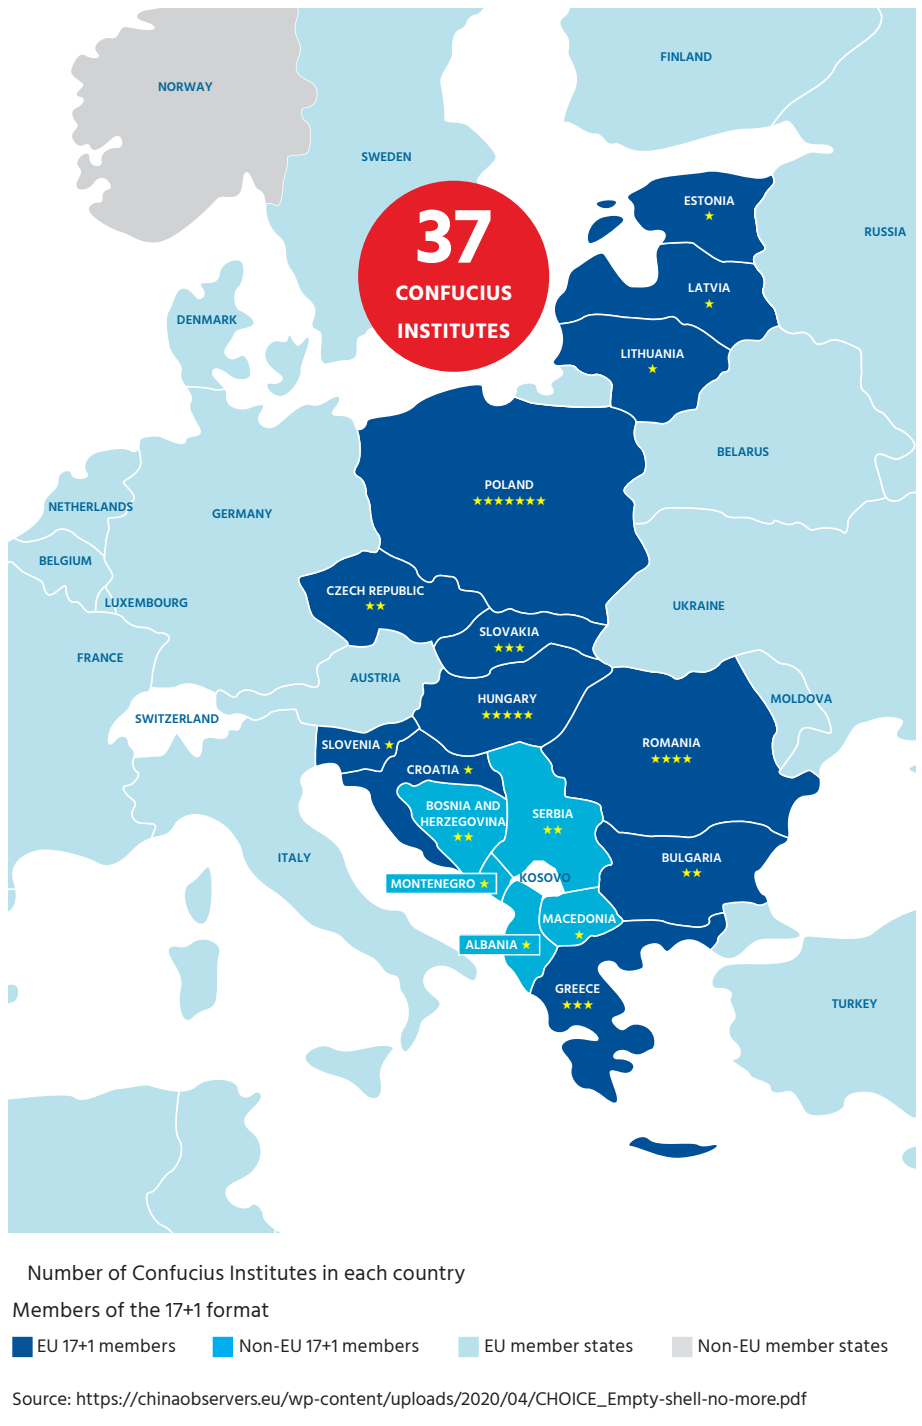 NORWAY
FINLAND
SWEDEN
ESTONIA
★
37
CONFUCIUS
INSTITUTES
RUSSIA
LATVIA
★
DENMARK
LITHUANIA
★
BELARUS
POLAND
★★★★★★★
NETHERLANDS
GERMANY
BELGIUM
CZECH REPUBLIC
★★
LUXEMBOURG
UKRAINE
SLOVAKIA
★★★
FRANCE
AUSTRIA
HUNGARY
★★★★★
MOLDOVA
SWITZERLAND
SLOVENIA ★
ROMANIA
★★★★
CROATIA ★
BOSNIA AND
HERZEGOVINA
★★
SERBIA
★★
ITALY
BULGARIA
★★
KOSOVO
MONTENEGRO ★
MACEDONIA
★
ALBANIA ★
GREECE
★★★
TURKEY
Number of Confucius Institutes in each country
Members of the 17+1 format
EU 17+1 members
Non-EU 17+1 members
EU member states
Non-EU member states
Source: https://chinaobservers.eu/wp-content/uploads/2020/04/CHOICE_Empty-shell-no-more.pdf